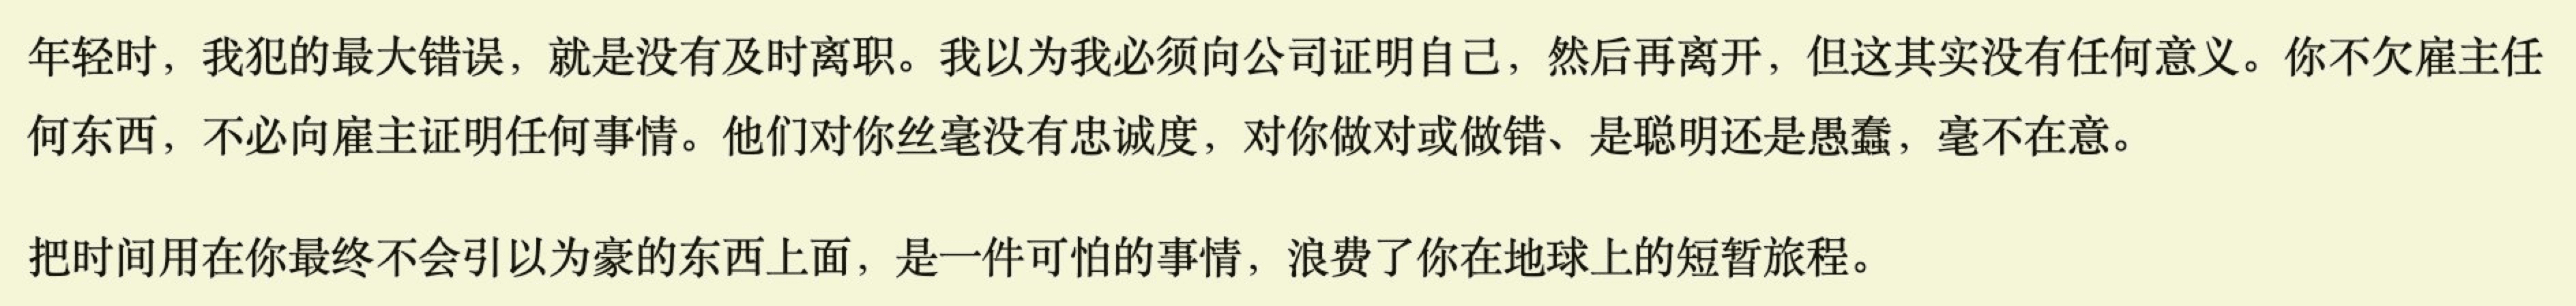 年轻时，我犯的最大错误，就是没有及时离职。我以为我必须向公司证明自己，然后再离开，但这其实没有任何意义。你不欠雇主任
何东西，不必向雇主证明任何事情。他们对你丝毫没有忠诚度，对你做对或做错、是聪明还是愚蠢，毫不在意。
把时间用在你最终不会引以为豪的东西上面，是一件可怕的事情，浪费了你在地球上的短暂旅程。